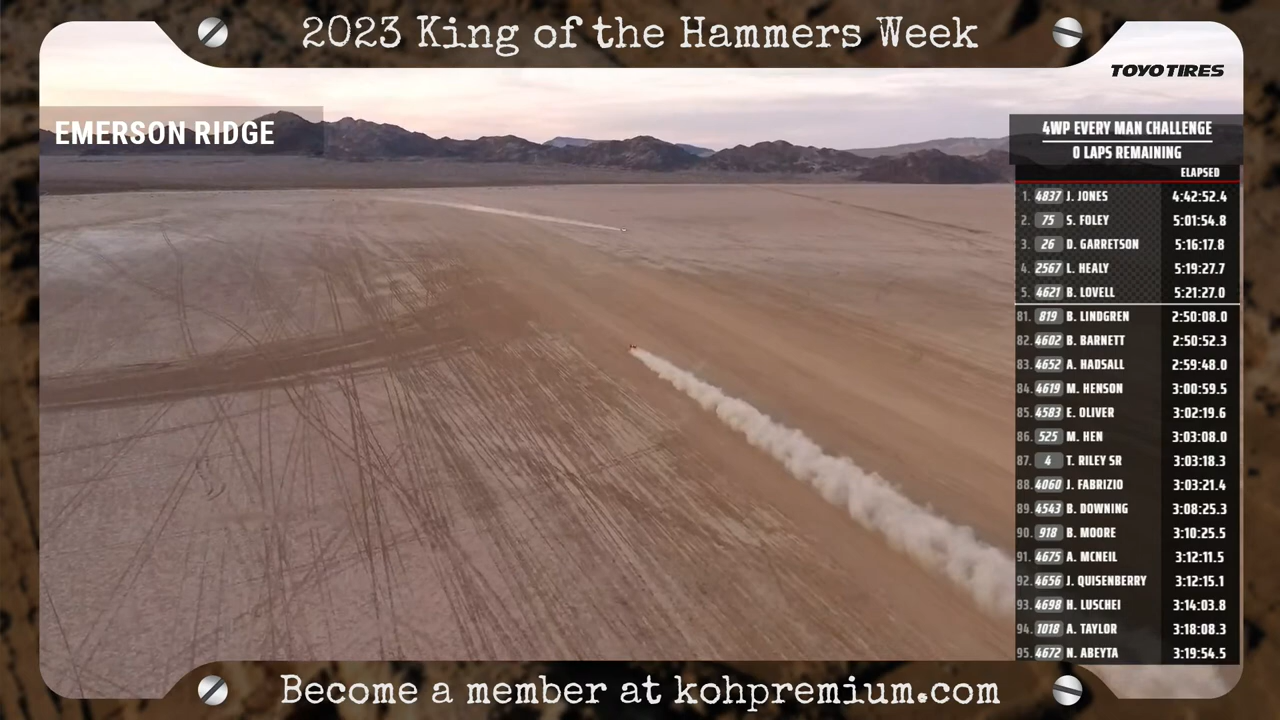 2023 King of the Hammers Week
TOYO TIRES
EMERSON RIDGE
4WP EVERY MAN CHALLENGE
0 LAPS REMAINING
ELAPSED
1. 4837 J. JONES 4:42:52.4
2. 75 S. FOLEY 5:01:54.8
3. 26 D. GARRETSON 5:16:17.8
4. 2567 L. HEALY 5:19:27.7
5. 4621 B. LOVELL 5:21:27.0
81. 819 B. LINDGREN 2:50:08.0
82. 4602 B. BARNETT 2:50:52.3
83. 4652 A. HADSALL 2:59:48.0
84. 4619 M. HENSON 3:00:59.5
85. 4583 E. OLIVER 3:02:19.6
86. 525 M. HEN 3:03:08.0
87. 4 T. RILEY SR 3:03:18.3
88. 4060 J. FABRIZIO 3:03:21.4
89. 4543 B. DOWNING 3:08:25.3
90. 918 B. MOORE 3:10:25.5
91. 4675 A. MCNEIL 3:12:11.5
92. 4656 J. QUISENBERRY 3:12:15.1
93. 4698 H. LUSCHEI 3:14:03.8
94. 1018 A. TAYLOR 3:18:08.3
95. 4672 N. ABEYTA 3:19:54.5
Become a member at kohpremium.com